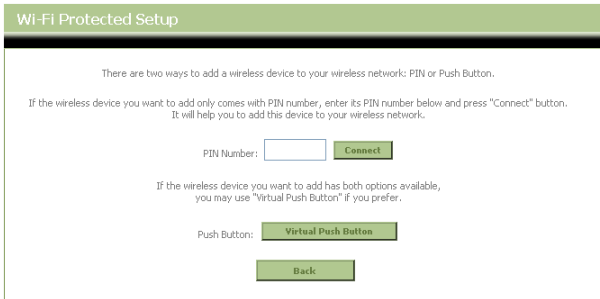 Wi-Fi Protected Setup
There are two ways to add a wireless device to your wireless network: PIN or Push Button.
If the wireless device you want to add only comes with PIN number, enter its PIN number below and press "Connect" button.
It will help you to add this device to your wireless network.
PIN Number: Connect
If the wireless device you want to add has both options available,
you may use "Virtual Push Button" if you prefer.
Push Button: Virtual Push Button
Back